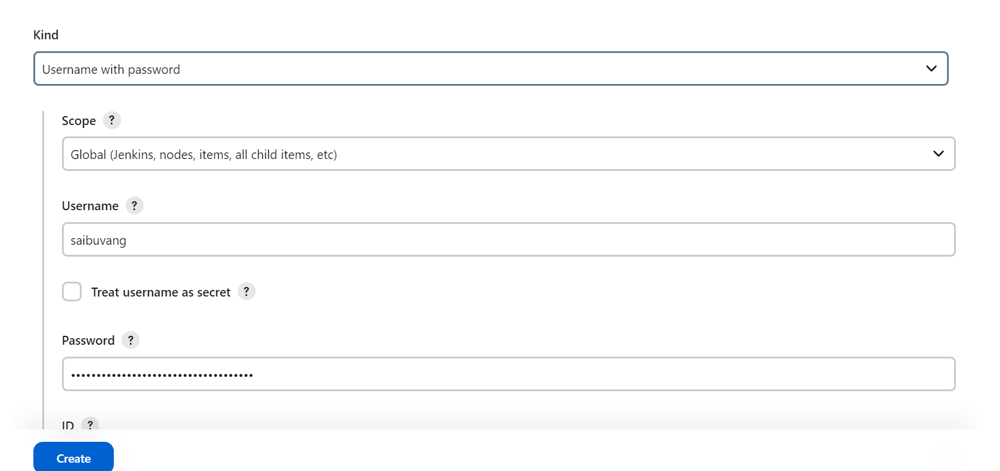 Kind
Username with password
Scope ?
Global (Jenkins, nodes, items, all child items, etc)
Username ?
saibuvang
Treat username as secret ?
Password ?
••••••••••••••••••••••••••••••••••••
ID ?
Create